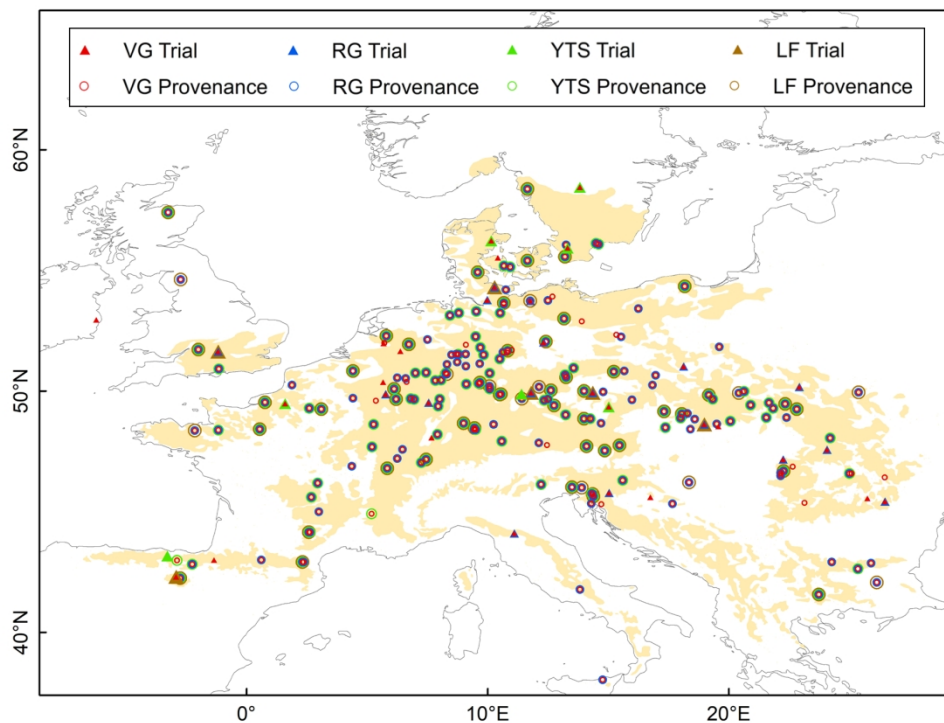 VG Trial RG Trial YTS Trial LF Trial
VG Provenance RG Provenance YTS Provenance LF Provenance
60°N
50°N
40°N
0° 10°E 20°E